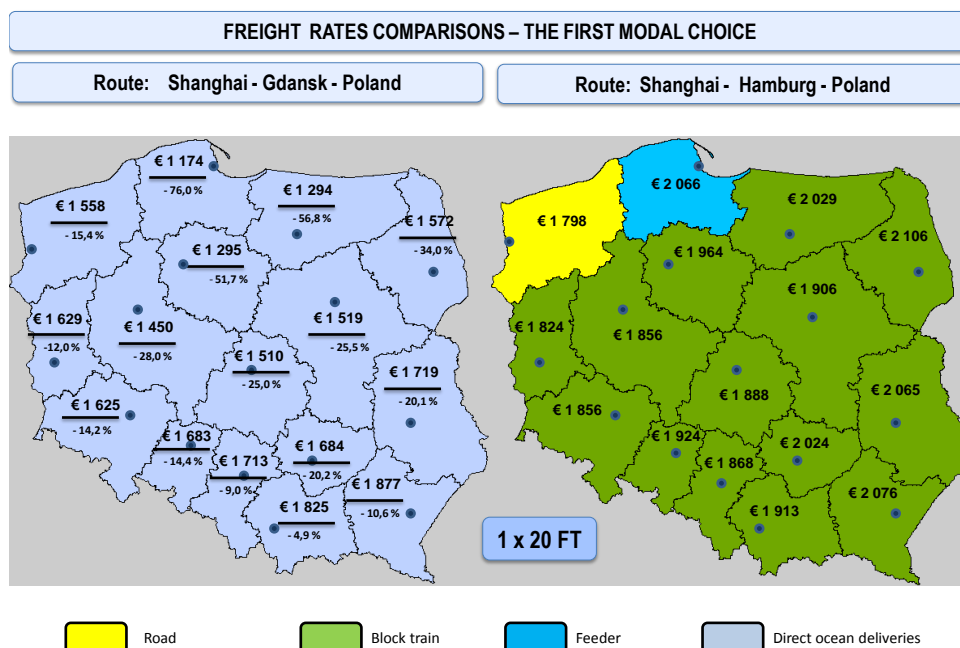 FREIGHT RATES COMPARISONS – THE FIRST MODAL CHOICE
Route: Shanghai - Gdansk - Poland
Route: Shanghai - Hamburg - Poland
€ 1 174
- 76,0 %
€ 1 294
- 56,8 %
€ 1 558
- 15,4 %
€ 1 572
- 34,0 %
€ 1 295
- 51,7 %
€ 1 629
-12,0 %
€ 1 450
- 28,0 %
€ 1 519
- 25,5 %
€ 1 510
- 25,0 %
€ 1 719
- 20,1 %
€ 1 625
- 14,2 %
€ 1 683
- 14,4 %
€ 1 713
- 9,0 %
€ 1 684
- 20,2 %
€ 1 877
- 10,6 %
€ 1 825
- 4,9 %
€ 2 066
€ 2 029
€ 1 798
€ 2 106
€ 1 964
€ 1 906
€ 1 824
€ 1 856
€ 1 888
€ 2 065
€ 1 856
€ 1 924
€ 2 024
€ 1 868
€ 2 076
€ 1 913
1 x 20 FT
Road
Block train
Feeder
Direct ocean deliveries